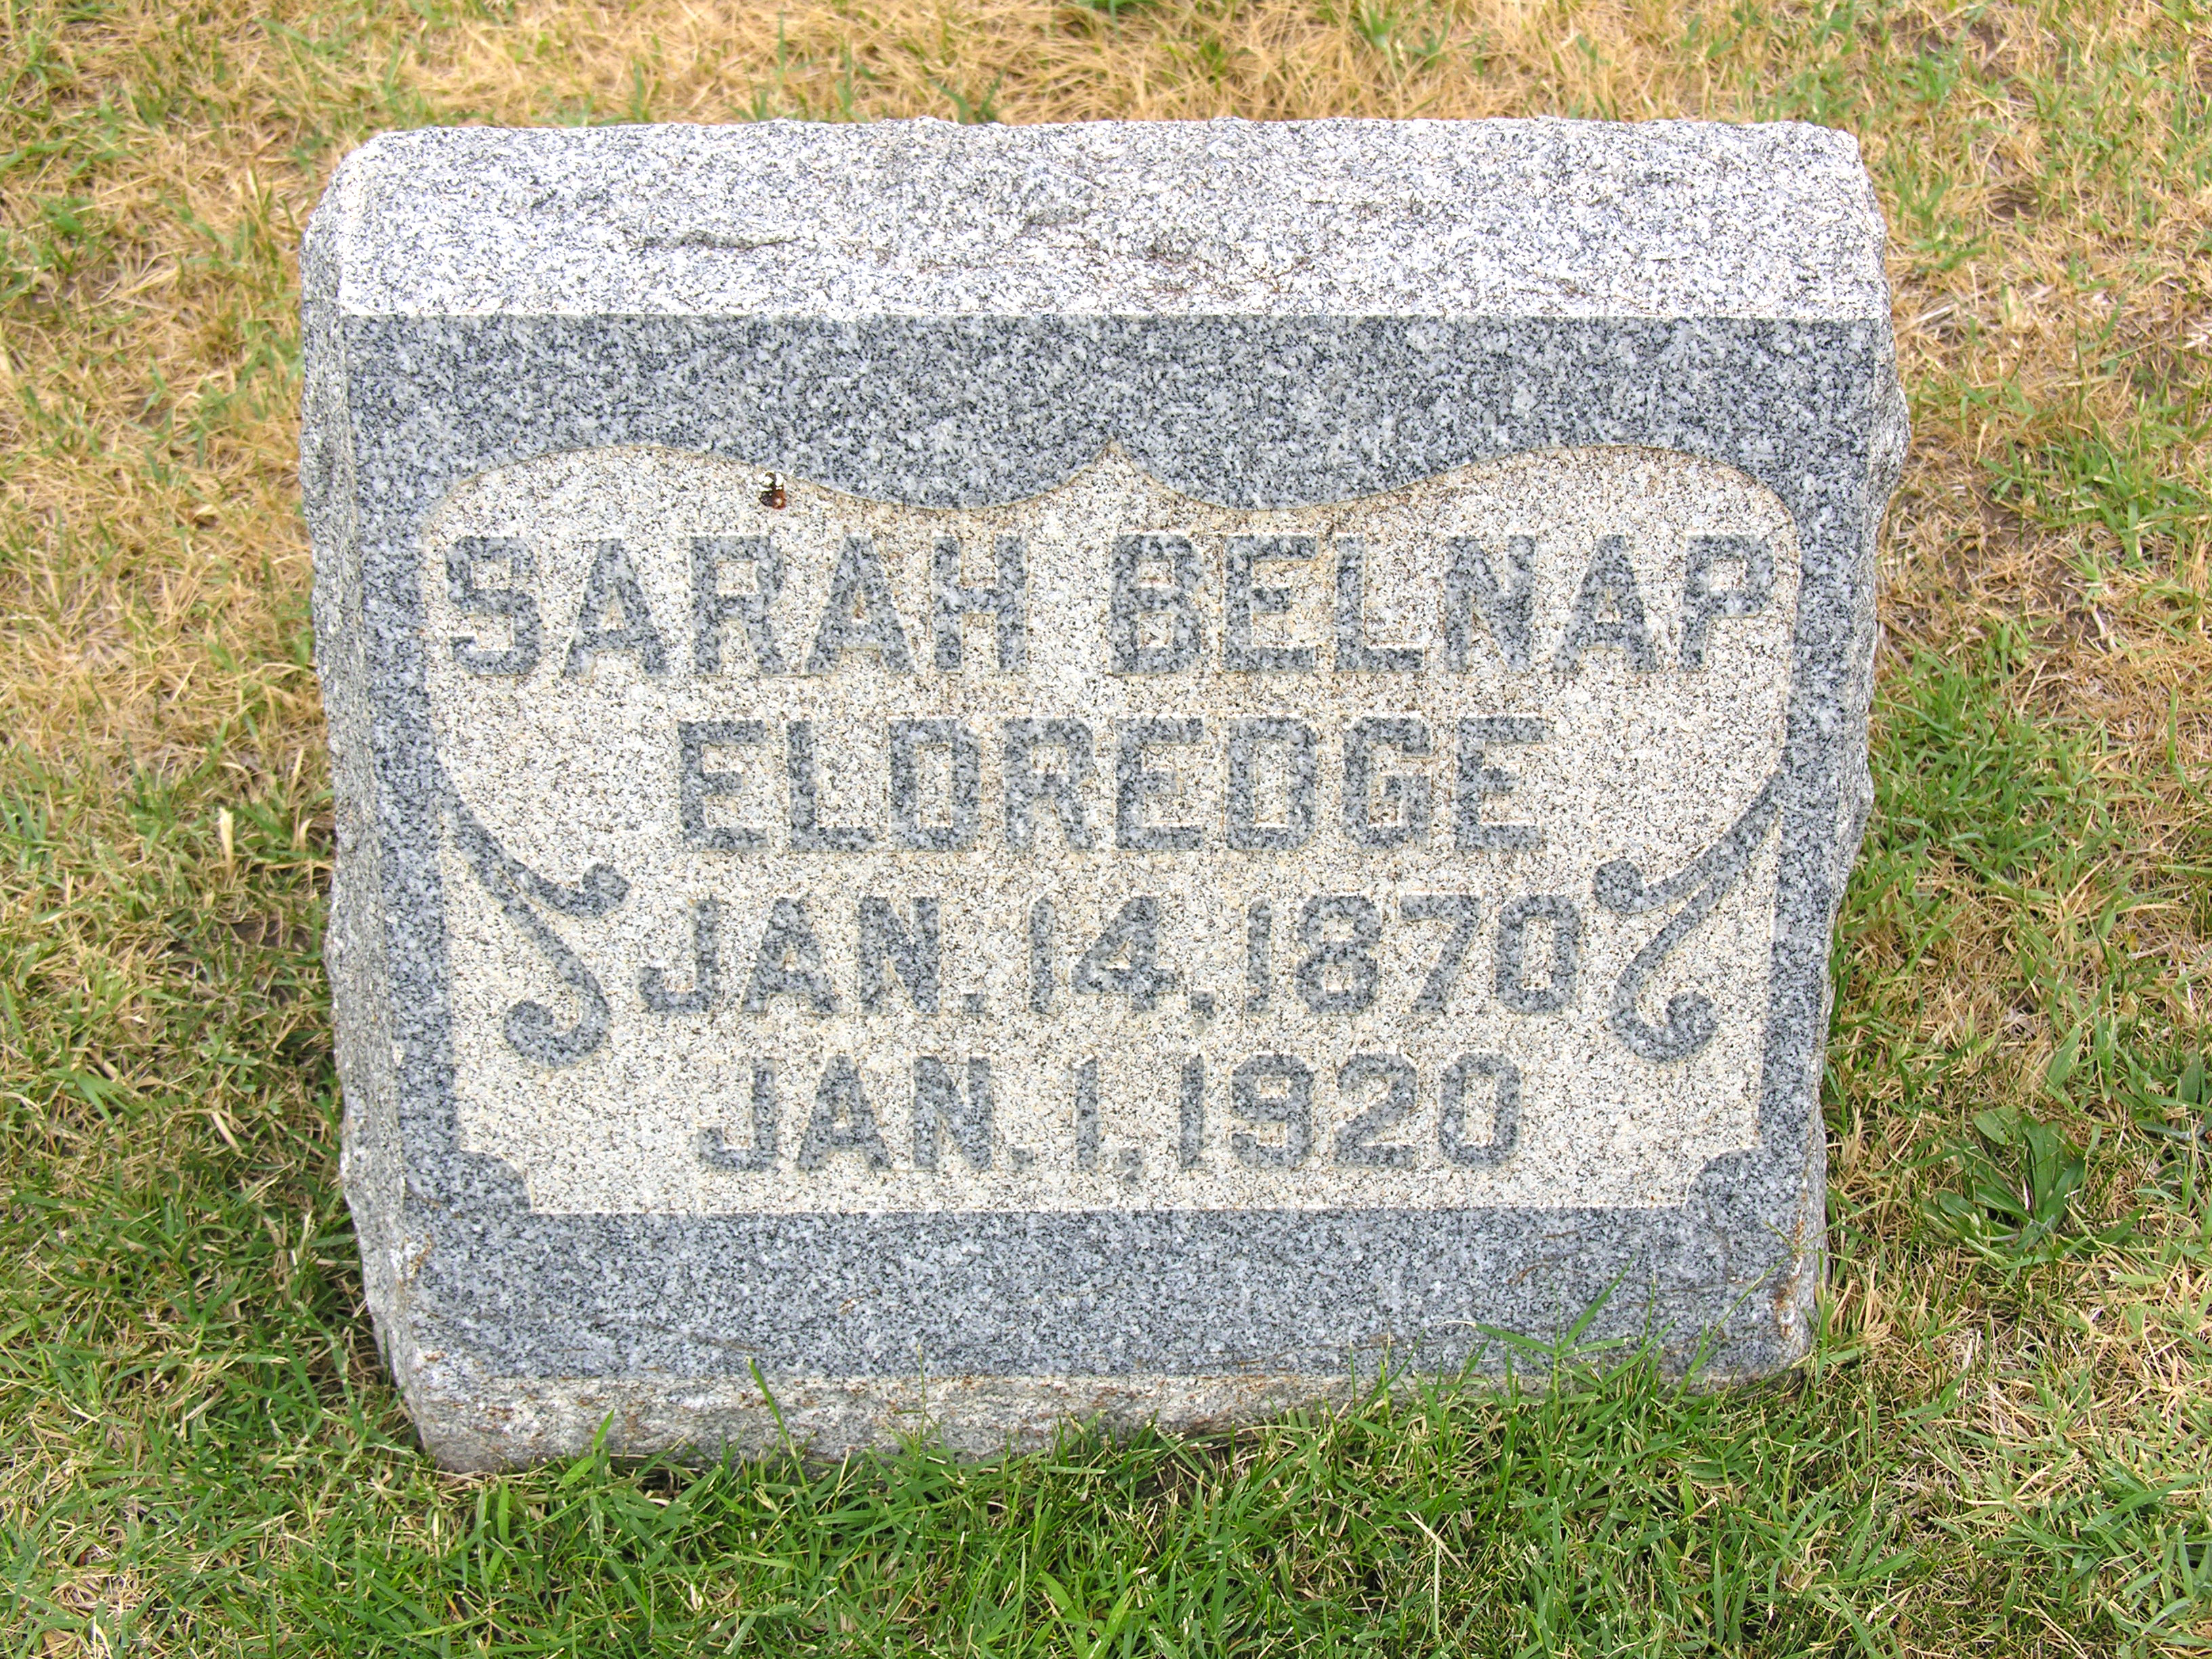 SARAH BELNAP
ELDREDGE
JAN. 14, 1870
JAN. 1, 1920